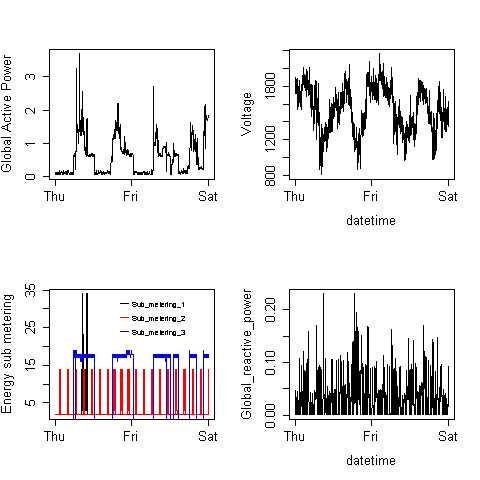 Global Active Power
0 1 2 3
Thu Fri Sat
Voltage
800 1200 1800
Thu Fri Sat
datetime
Energy sub metering
5 15 25 35
Sub_metering_1
Sub_metering_2
Sub_metering_3
Thu Fri Sat
Global_reactive_power
0.00 0.10 0.20
Thu Fri Sat
datetime